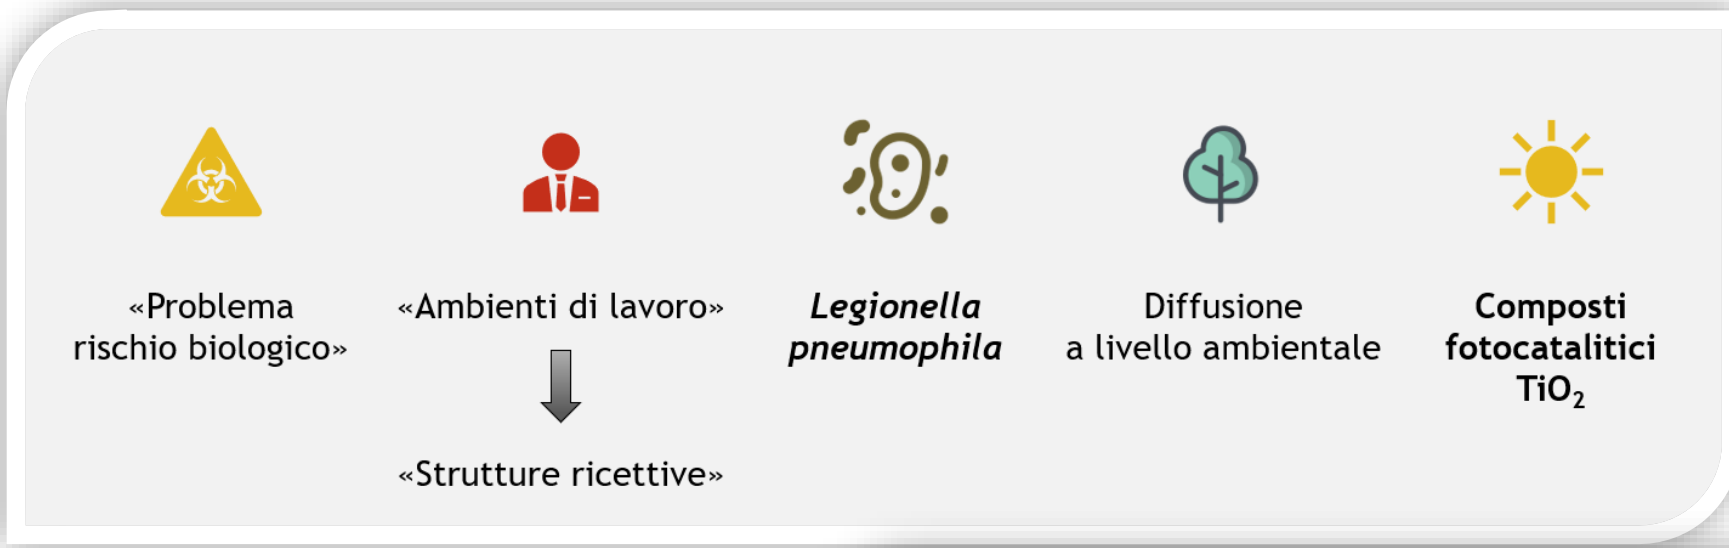 «Problema
rischio biologico»
«Ambienti di lavoro»
«Strutture ricettive»
Legionella
pneumophila
Diffusione
a livello ambientale
Composti
fotocatalitici
TiO₂